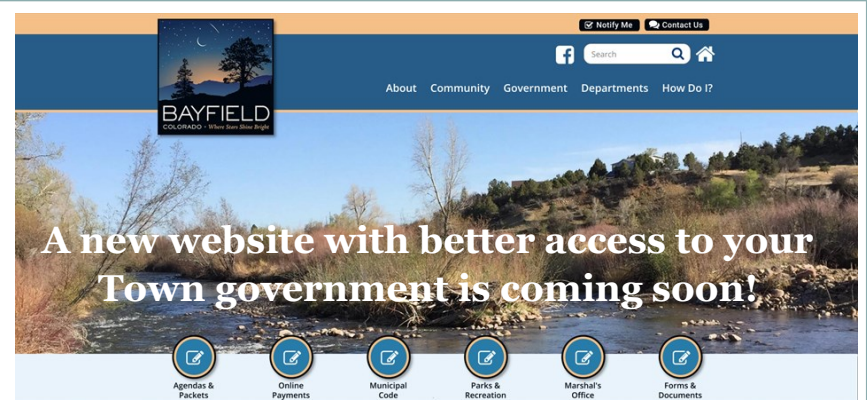 Notify Me
Contact Us
Search
About Community Government Departments How Do I?
BAYFIELD
COLORADO - Where Stars Shine Bright
A new website with better access to your
Town government is coming soon!
Agendas &
Packets
Online
Payments
Municipal
Code
Parks &
Recreation
Marshal's
Office
Forms &
Documents